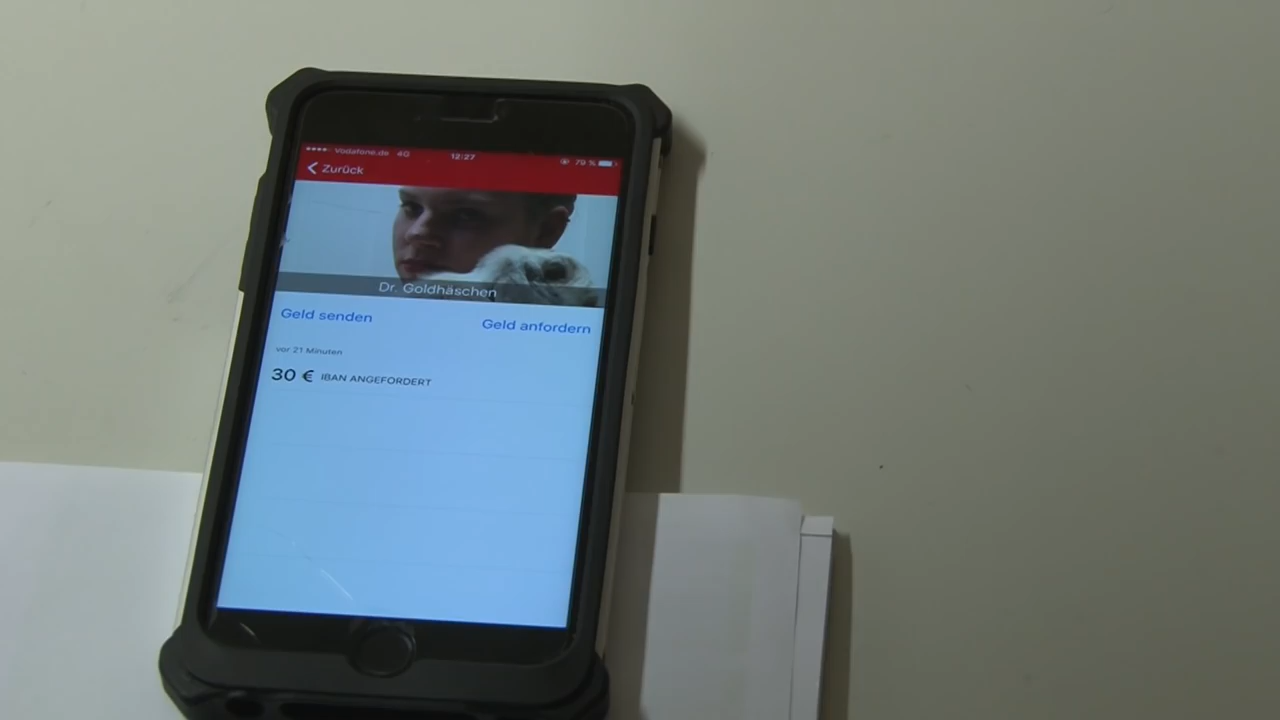 Vodafone.de 4G 12:27 79 %
Zurück
Dr. Goldhäschen
Geld senden Geld anfordern
vor 21 Minuten
30 € IBAN ANGEFORDERT